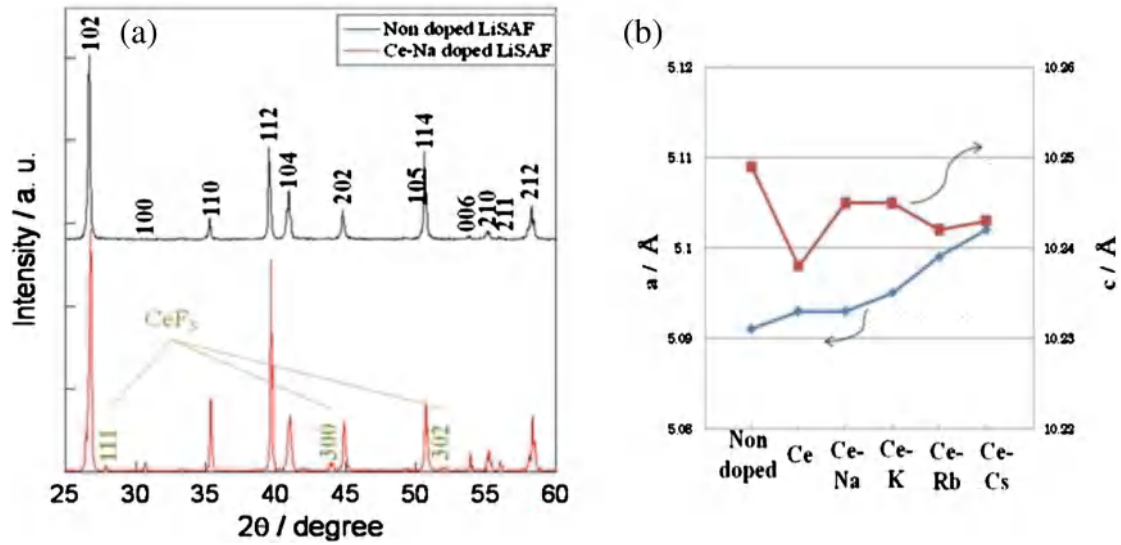 (a)
Non doped LiSAF
Ce-Na doped LiSAF
102
100
110
112
104
202
105
114
006
210
211
212
CeF3
111
300
302
Intensity / a. u.
25 30 35 40 45 50 55 60
2θ / degree
(b)
5.12
5.11
5.1
5.09
5.08
a / Å
10.26
10.25
10.24
10.23
10.22
c / Å
Non doped
Ce
Ce-Na
Ce-K
Ce-Rb
Ce-Cs